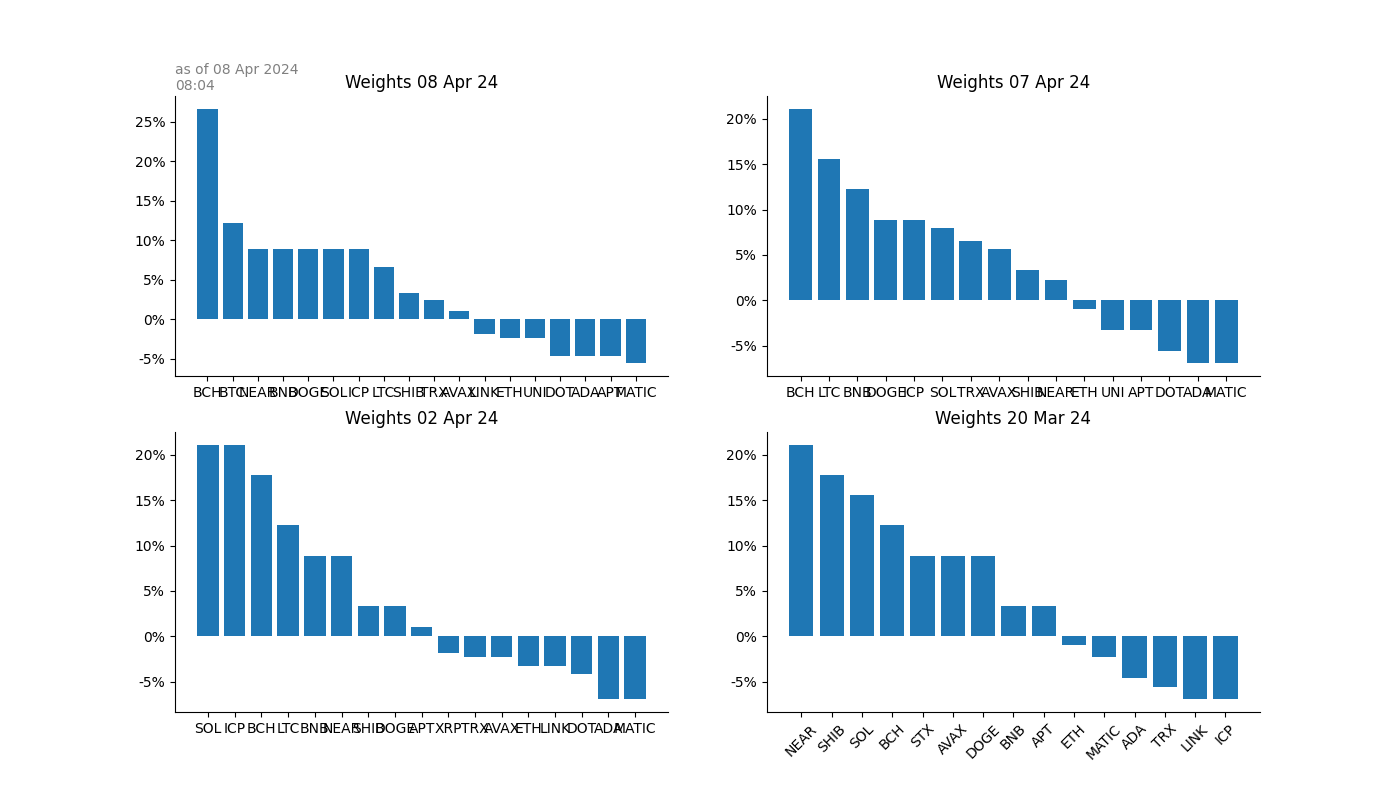 as of 08 Apr 2024
08:04
Weights 08 Apr 24
25%
20%
15%
10%
5%
0%
-5%
BCH BTC NEAR BNB DOGE SOL ICP LTC SHIB TRX AVAX LINK ETH UNI DOT ADA APT MATIC
Weights 07 Apr 24
20%
15%
10%
5%
0%
-5%
BCH LTC BNB DOGE ICP SOL TRX AVAX SHIB NEAR ETH UNI APT DOT ADA MATIC
Weights 02 Apr 24
20%
15%
10%
5%
0%
-5%
SOL ICP BCH LTC BNB NEAR SHIB DOGE APT XRP TRX AVAX ETH LINK DOT ADA MATIC
Weights 20 Mar 24
20%
15%
10%
5%
0%
-5%
NEAR SHIB SOL BCH STX AVAX DOGE BNB APT ETH MATIC ADA TRX LINK ICP